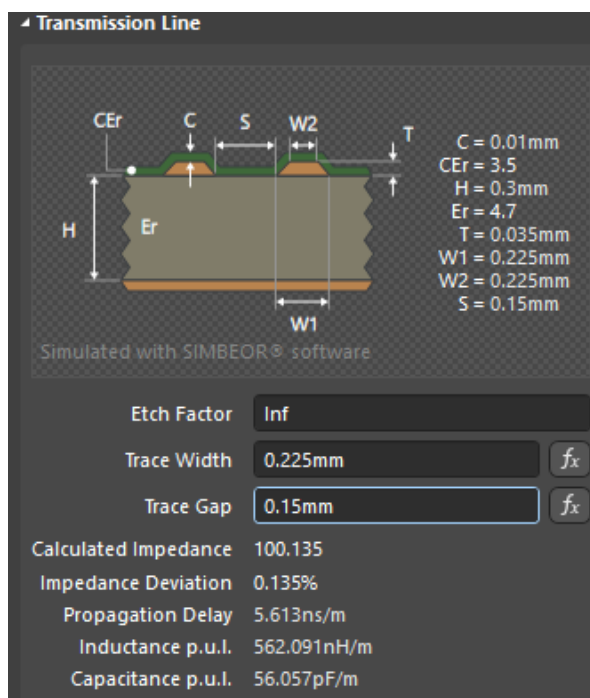 Transmission Line
CEr
C
S
W2
T
H
Er
W1
C = 0.01mm
CEr = 3.5
H = 0.3mm
Er = 4.7
T = 0.035mm
W1 = 0.225mm
W2 = 0.225mm
S = 0.15mm
Simulated with SIMBEOR® software
Etch Factor Inf
Trace Width 0.225mm fx
Trace Gap 0.15mm fx
Calculated Impedance 100.135
Impedance Deviation 0.135%
Propagation Delay 5.613ns/m
Inductance p.u.l. 562.091nH/m
Capacitance p.u.l. 56.057pF/m